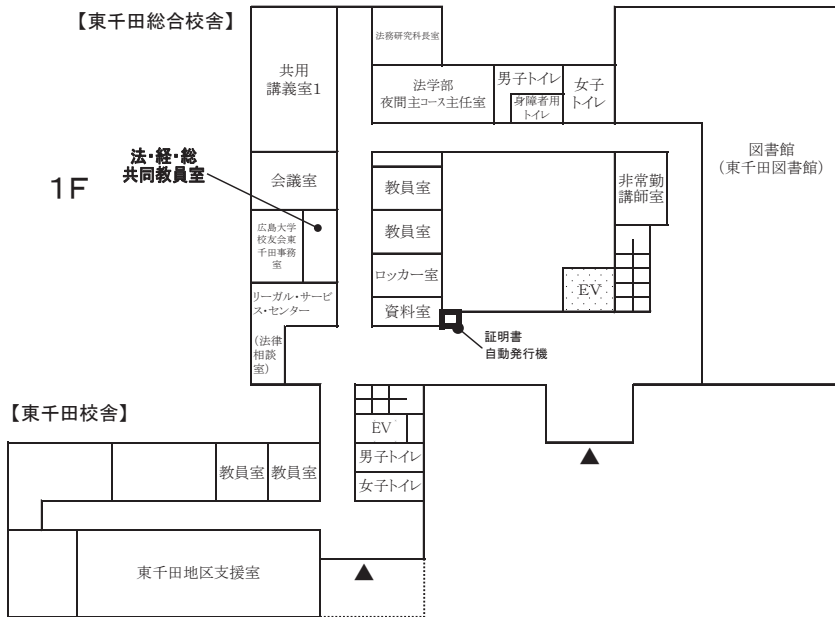 【東千田総合校舎】
法務研究科長室
共用
講義室1
法学部
夜間主コース主任室
男子トイレ
身障者用
トイレ
女子
トイレ
図書館
(東千田図書館)
1F
法・経・総
共同教員室
会議室
教員室
非常勤
講師室
広島大学
校友会東
千田事務
室
教員室
ロッカー室
EV
リーガル・サービ
ス・センター
資料室
(法律
相談
室)
証明書
自動発行機
【東千田校舎】
EV
教員室
教員室
男子トイレ
女子トイレ
東千田地区支援室